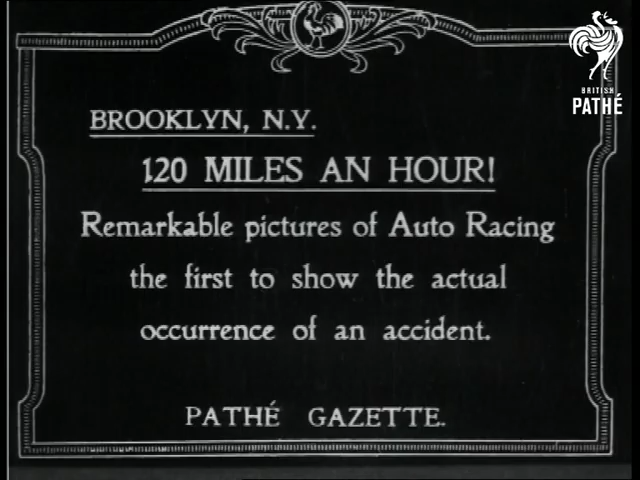 BRITISH
PATHÉ
BROOKLYN, N.Y.
120 MILES AN HOUR!
Remarkable pictures of Auto Racing
the first to show the actual
occurrence of an accident.
PATHÉ GAZETTE.